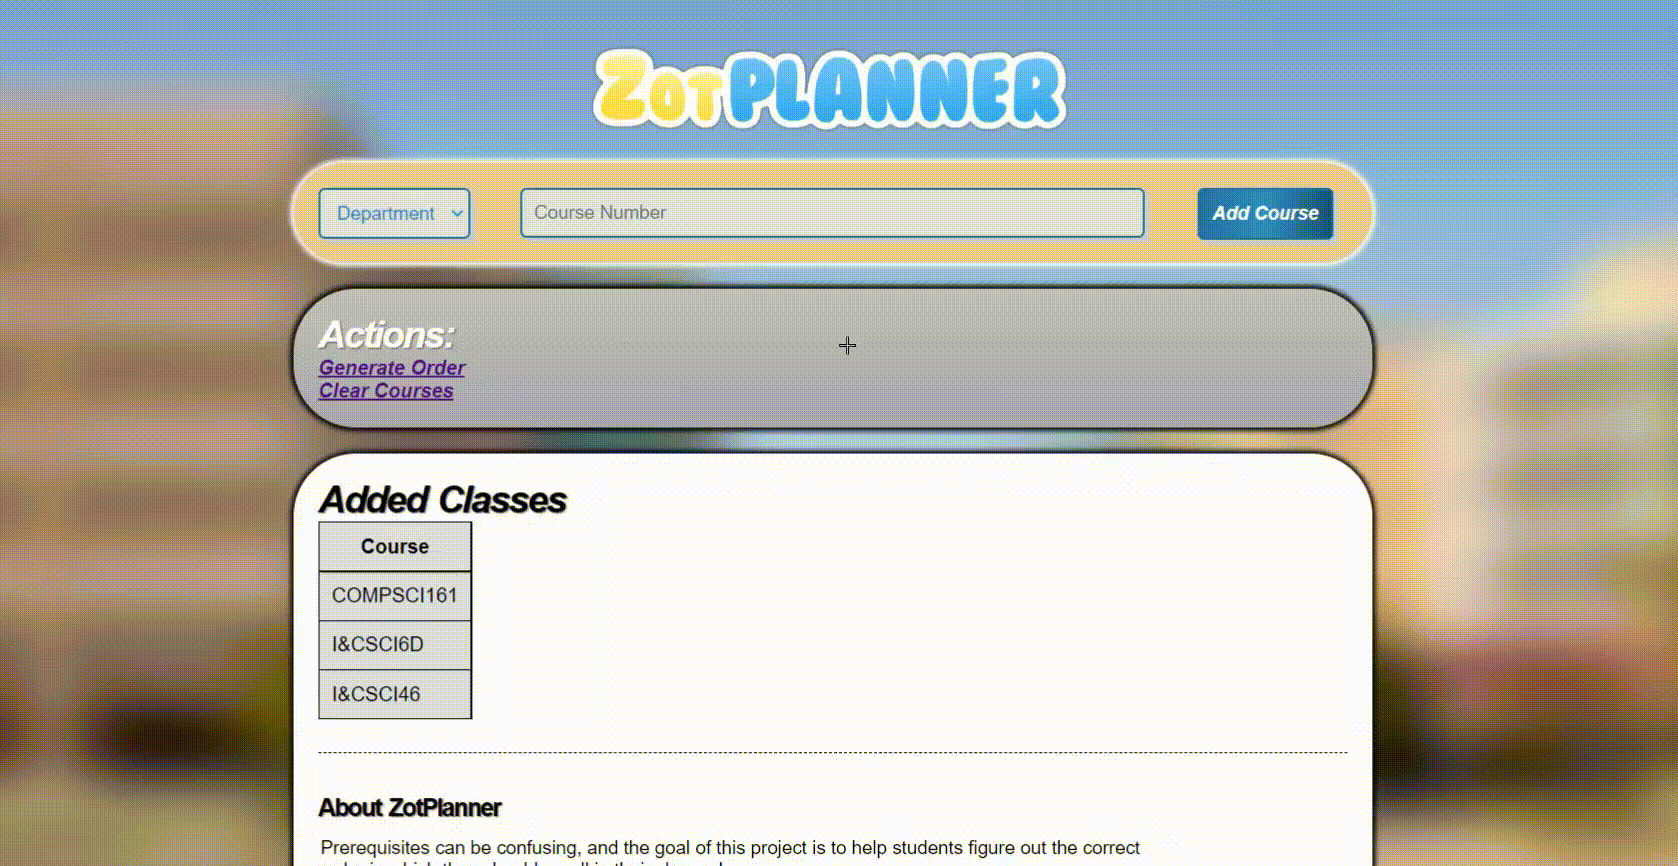 ZOTPLANNER
Department
Course Number
Add Course
Actions:
Generate Order
Clear Courses
Added Classes
Course
COMPSCI161
I&CSCI6D
I&CSCI46
About ZotPlanner
Prerequisites can be confusing, and the goal of this project is to help students figure out the correct